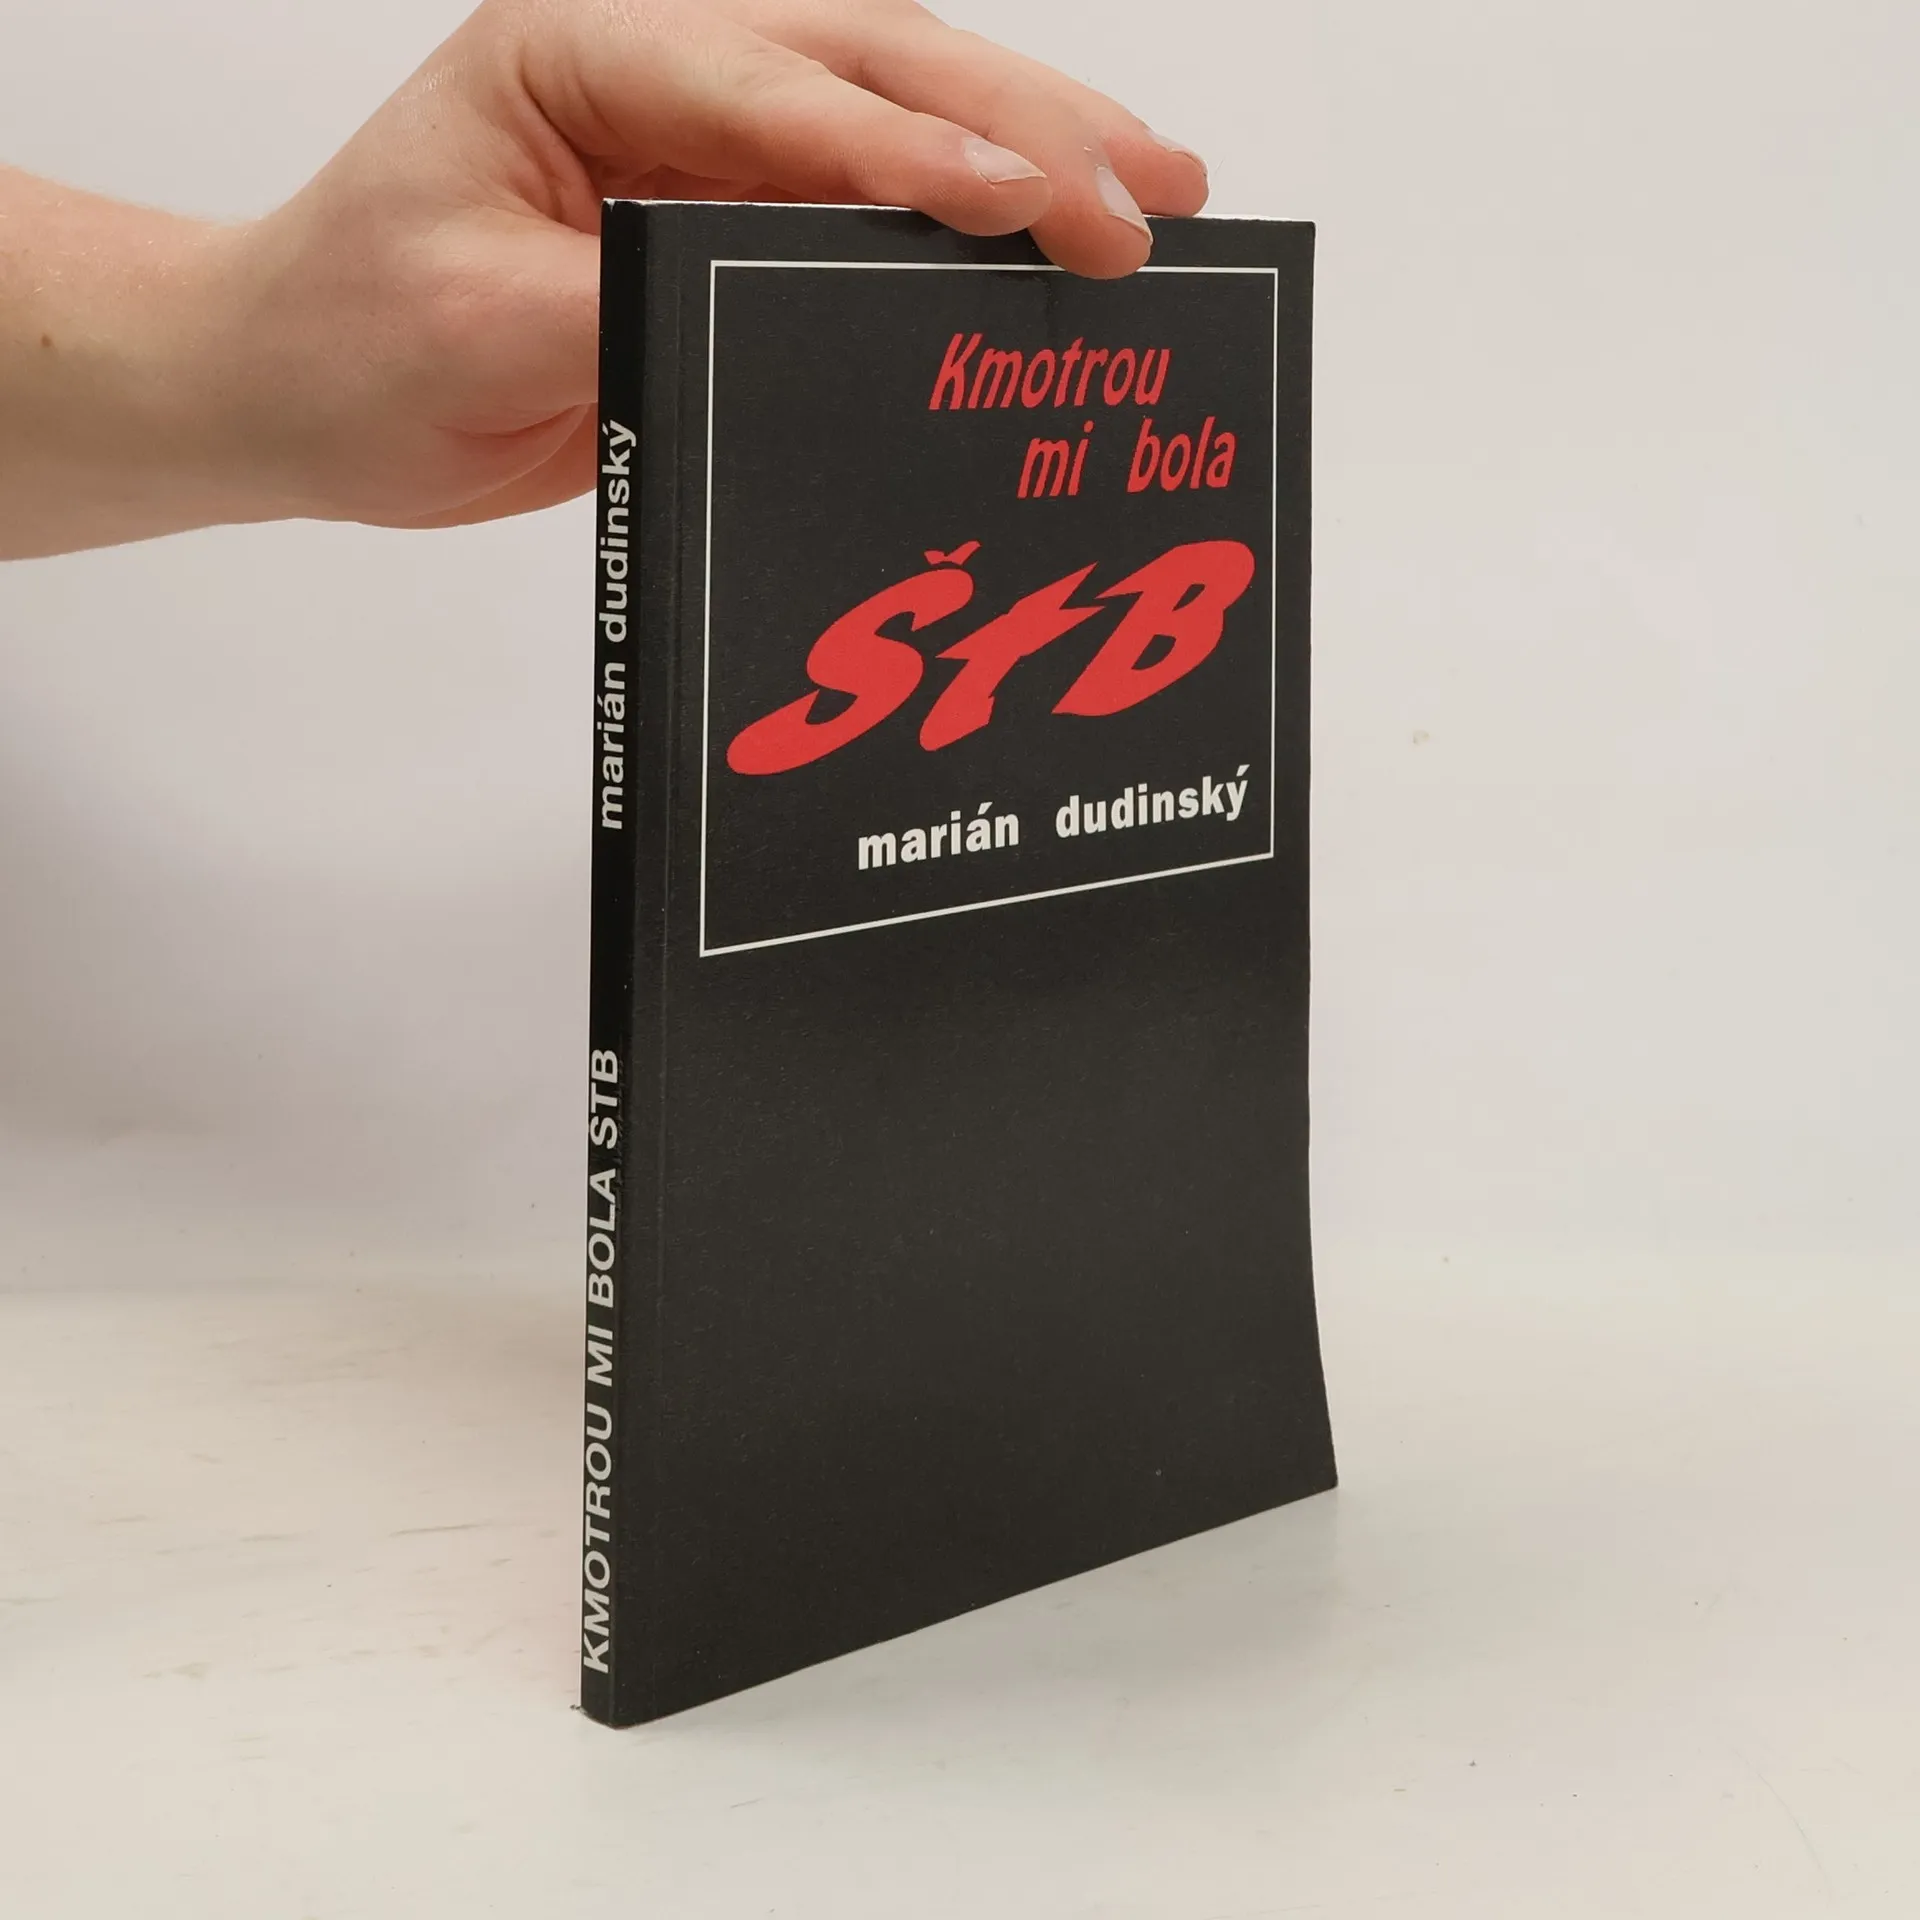 Kmotrou
mi bola
ŠtB
marián dudinský
marián dudinský
KMOTROU MI BOLA ŠTB